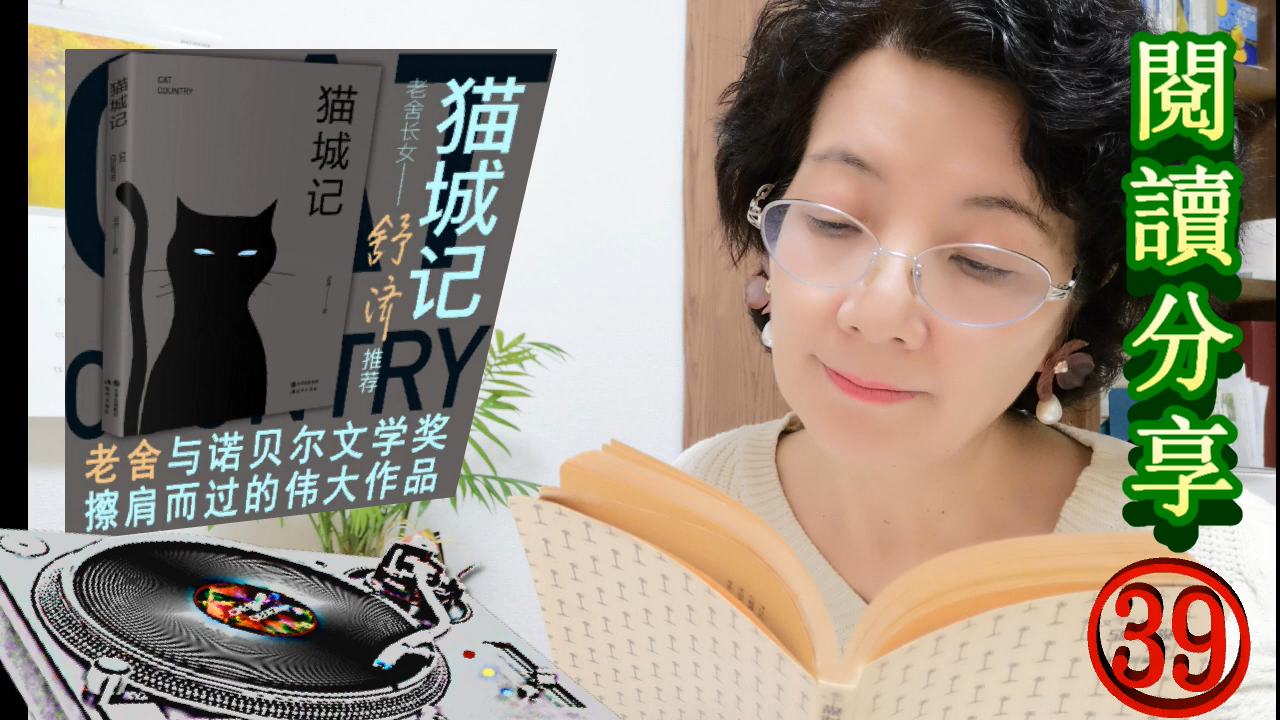 猫城记
CAT
COUNTRY
猫城记
猫城记
老舍长女——
舒济
推荐
COUNTRY
老舍与诺贝尔文学奖
擦肩而过的伟大作品
閱讀分享
39